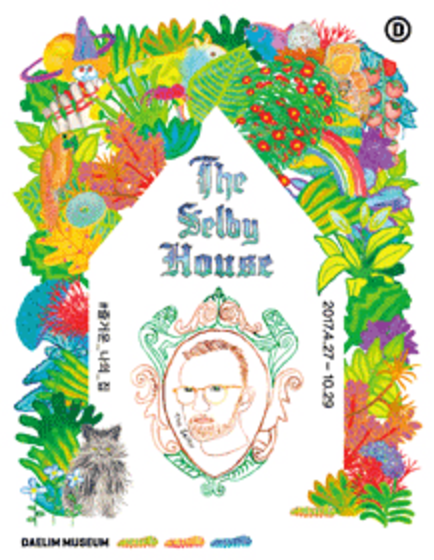 D
The
Selby
House
#즐거운_나의_집
2017.4.27 – 10.29
DAELIM MUSEUM